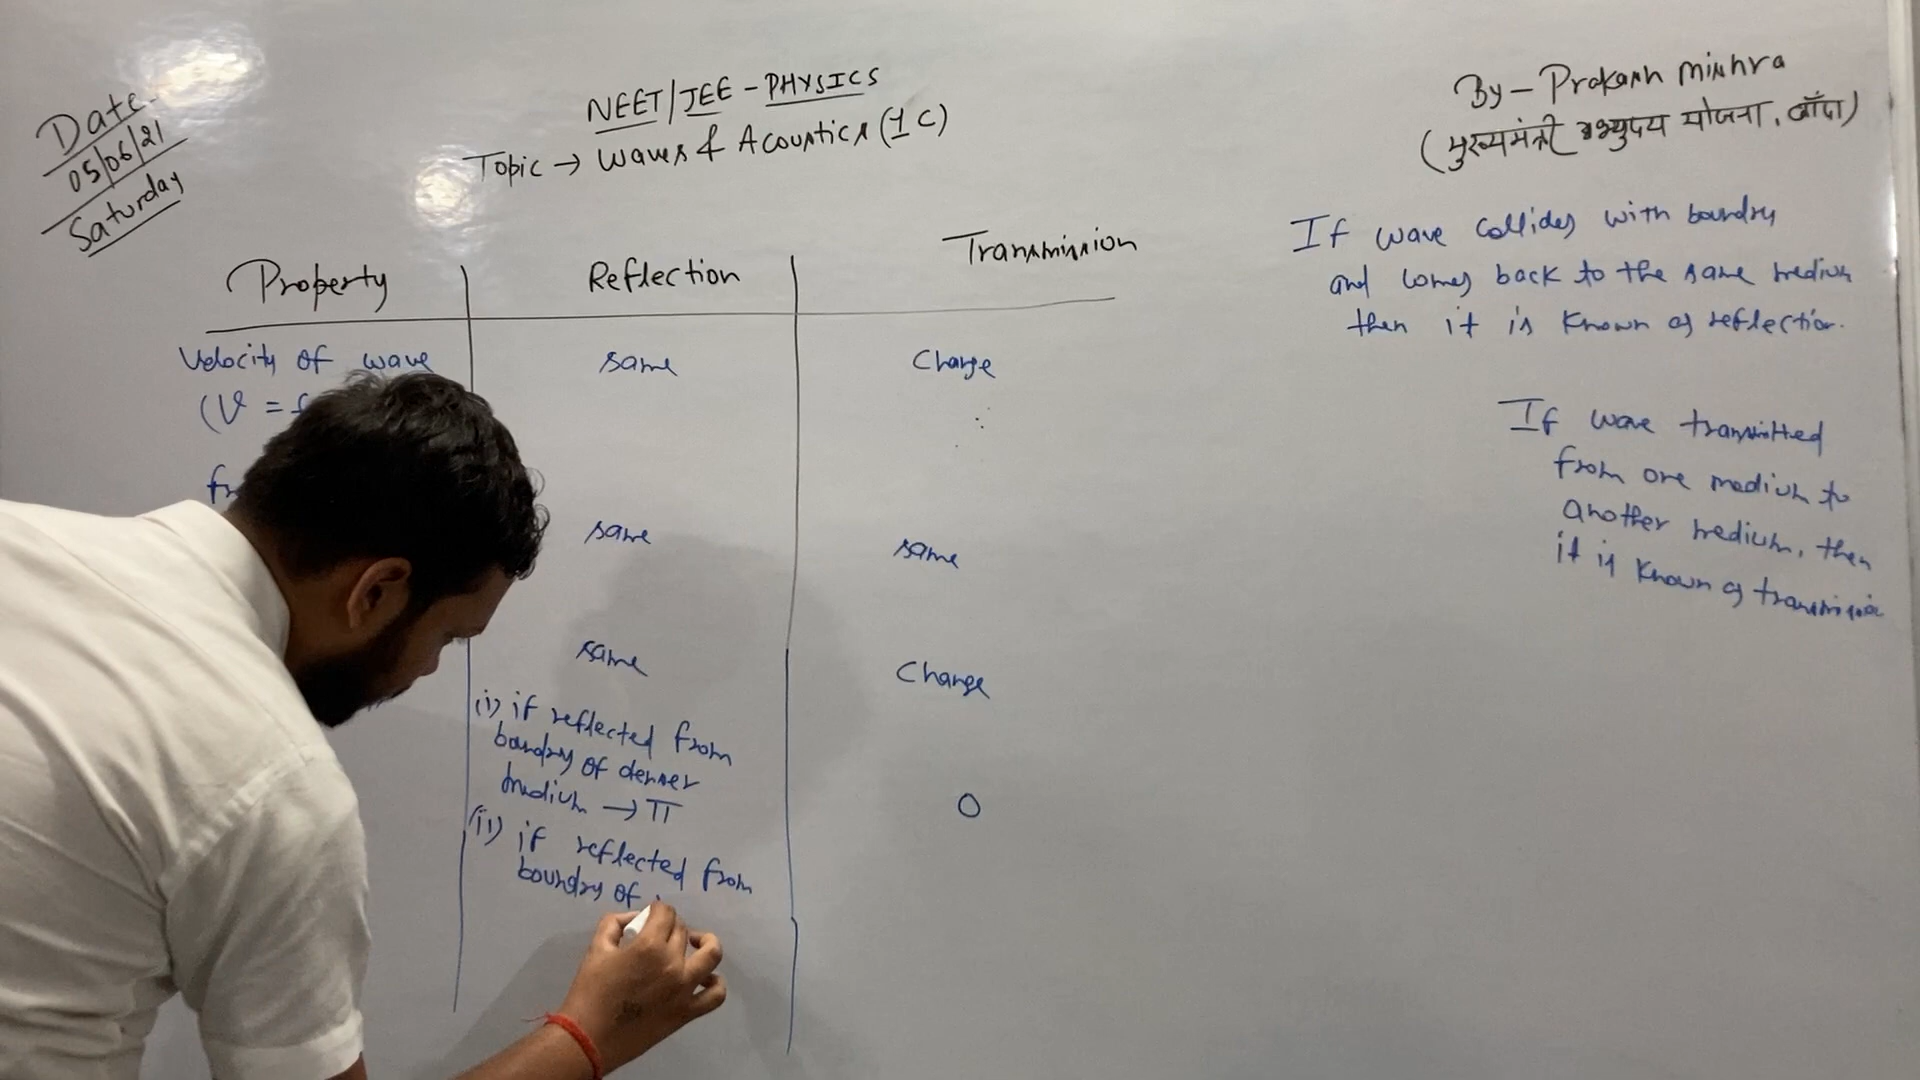 Date-
05/06/21
Saturday
NEET/JEE - PHYSICS
Topic → Waves & Acoustics (1C)
By - Prakash Mishra
(मुख्यमंत्री अभ्युदय योजना, बाँदा)
Property Reflection Transmission
Velocity of wave same Change
(V = f
same same
same Change
(i) if reflected from
boundry of denser
medium → π
O
(ii) if reflected from
boundry of
If wave collides with boundry
and comes back to the same medium
then it is known as reflection.
If wave transmitted
from one medium to
another medium, then
it is known as transmission